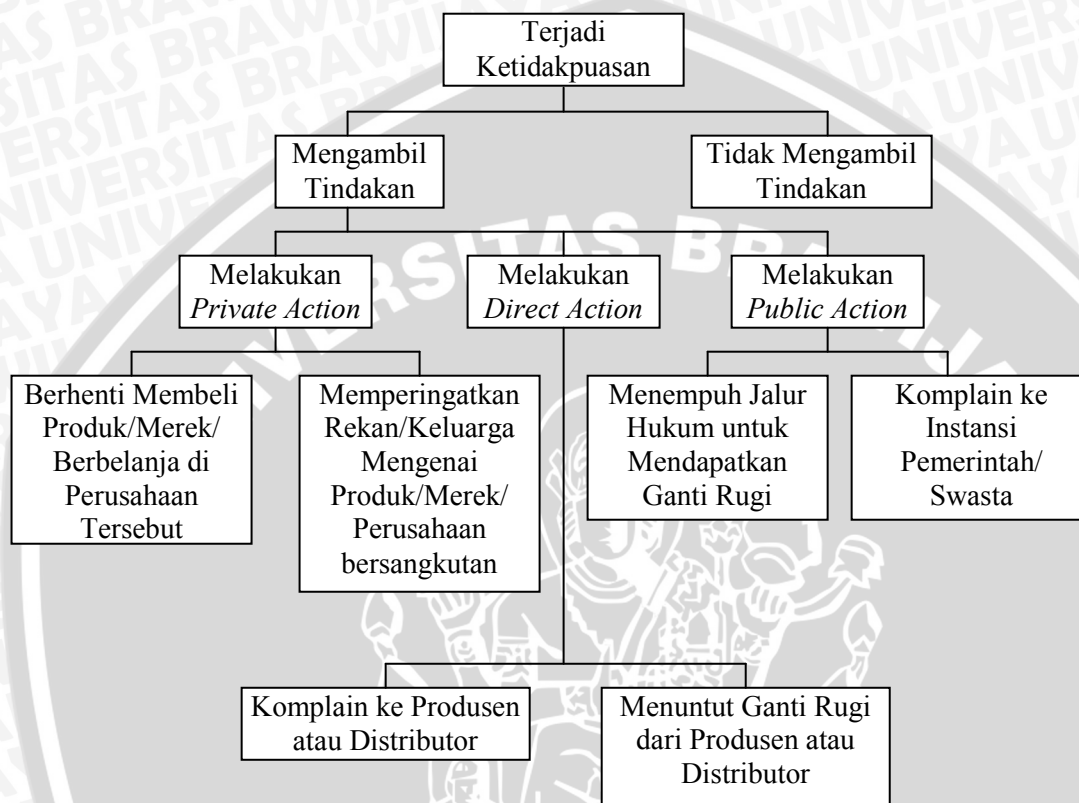 Terjadi
Ketidakpuasan
Mengambil
Tindakan
Tidak Mengambil
Tindakan
Melakukan
Private Action
Melakukan
Direct Action
Melakukan
Public Action
Berhenti Membeli
Produk/Merek/
Berbelanja di
Perusahaan
Tersebut
Memperingatkan
Rekan/Keluarga
Mengenai
Produk/Merek/
Perusahaan
bersangkutan
Menempuh Jalur
Hukum untuk
Mendapatkan
Ganti Rugi
Komplain ke
Instansi
Pemerintah/
Swasta
Komplain ke Produsen
atau Distributor
Menuntut Ganti Rugi
dari Produsen atau
Distributor